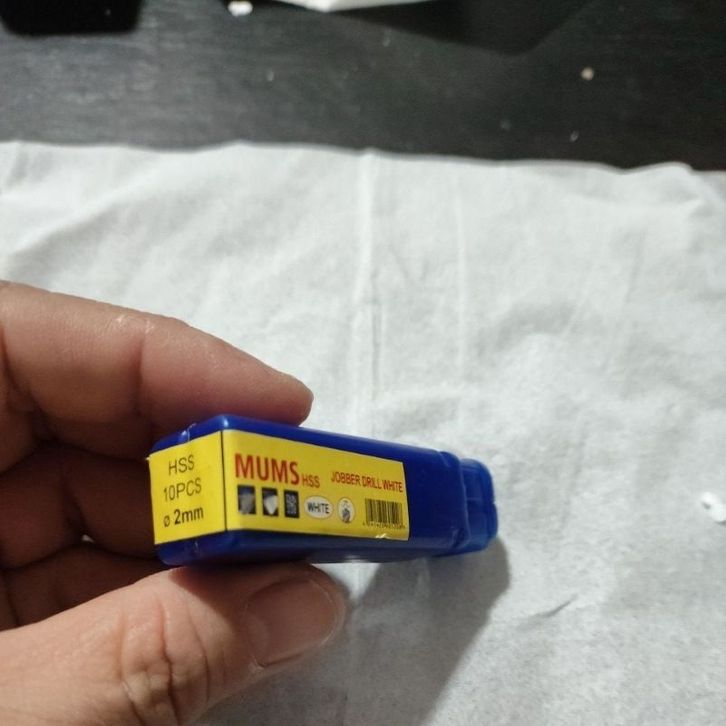 HSS
10PCS
ø 2mm
MUMS HSS
JOBBER DRILL WHITE
WHITE